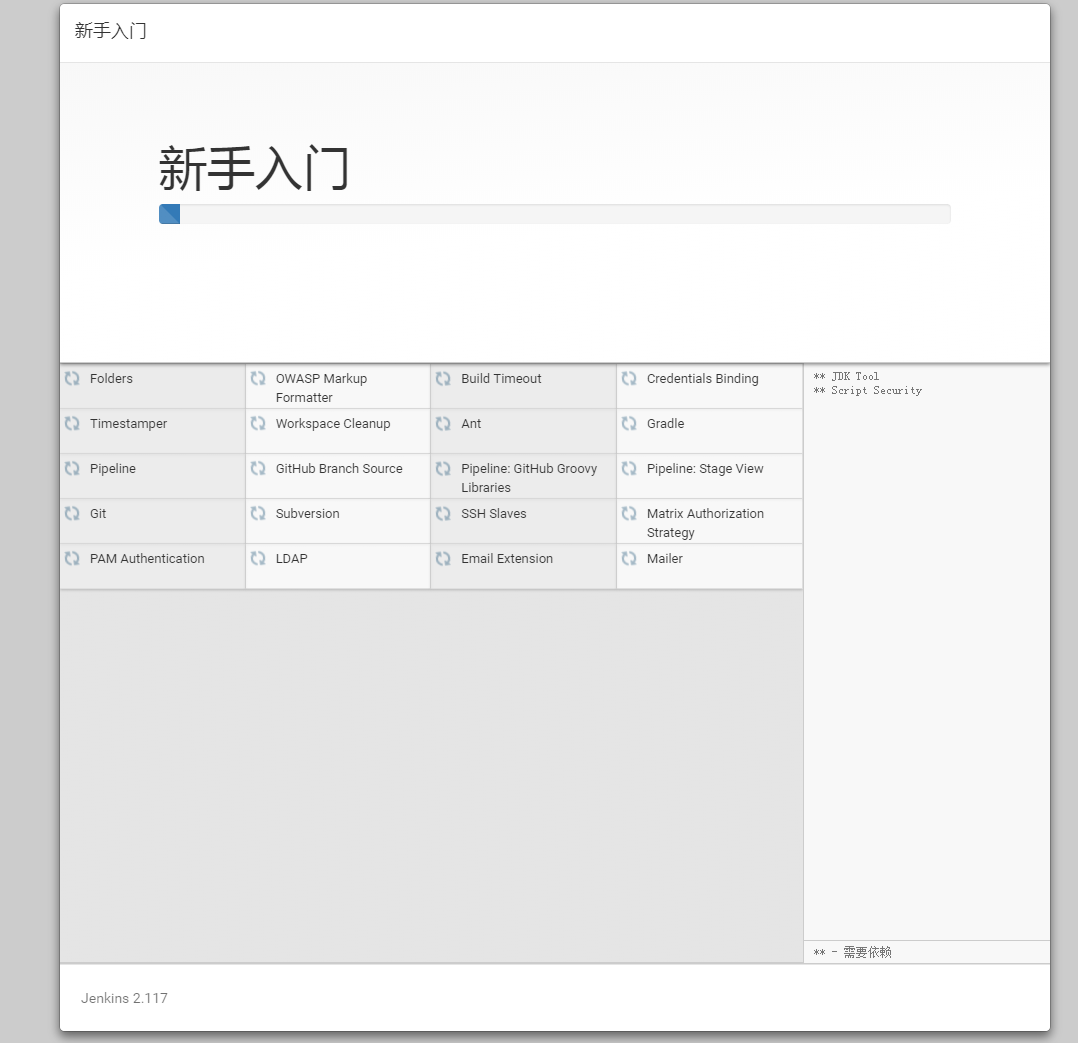 新手入门
新手入门
Folders
OWASP Markup
Formatter
Build Timeout
Credentials Binding
Timestamper
Workspace Cleanup
Ant
Gradle
Pipeline
GitHub Branch Source
Pipeline: GitHub Groovy
Libraries
Pipeline: Stage View
Git
Subversion
SSH Slaves
Matrix Authorization
Strategy
PAM Authentication
LDAP
Email Extension
Mailer
** JDK Tool
** Script Security
** - 需要依赖
Jenkins 2.117